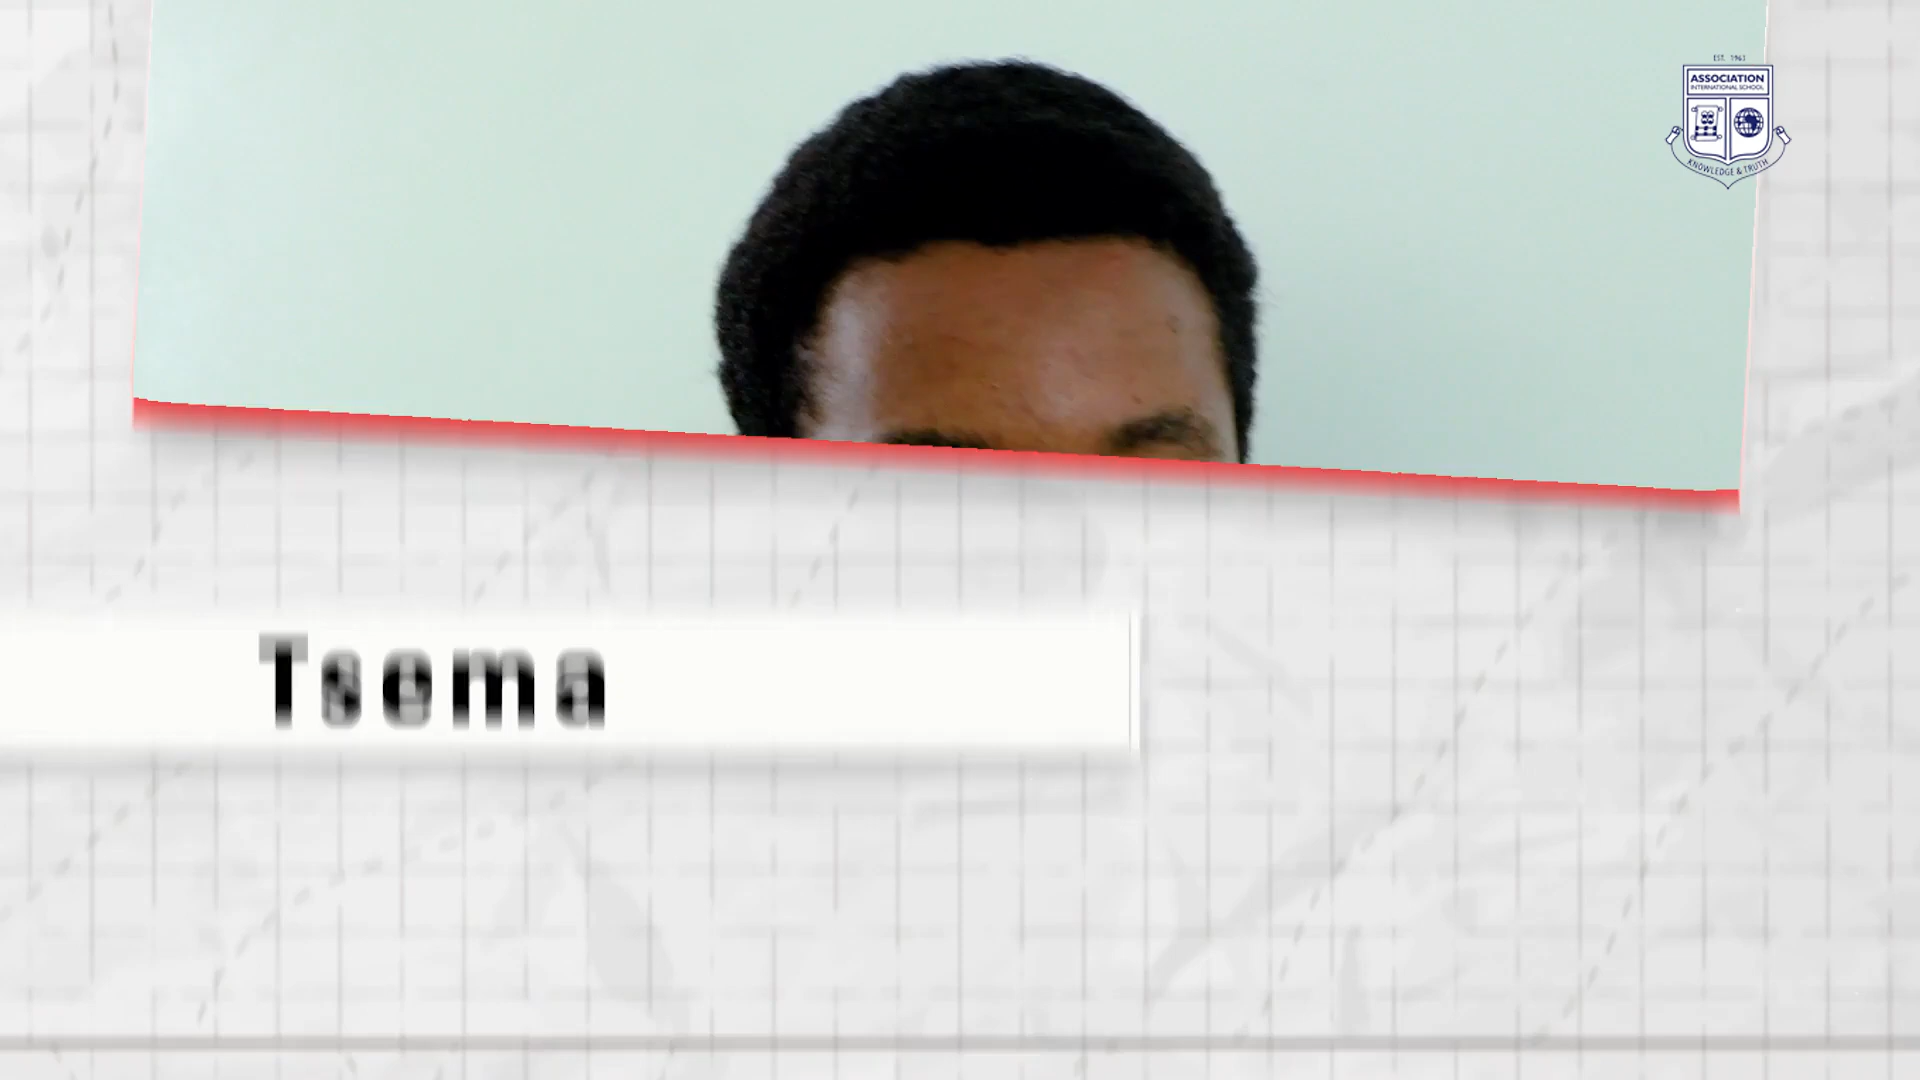 EST. 1963
ASSOCIATION
INTERNATIONAL SCHOOL
KNOWLEDGE & TRUTH
Tsema